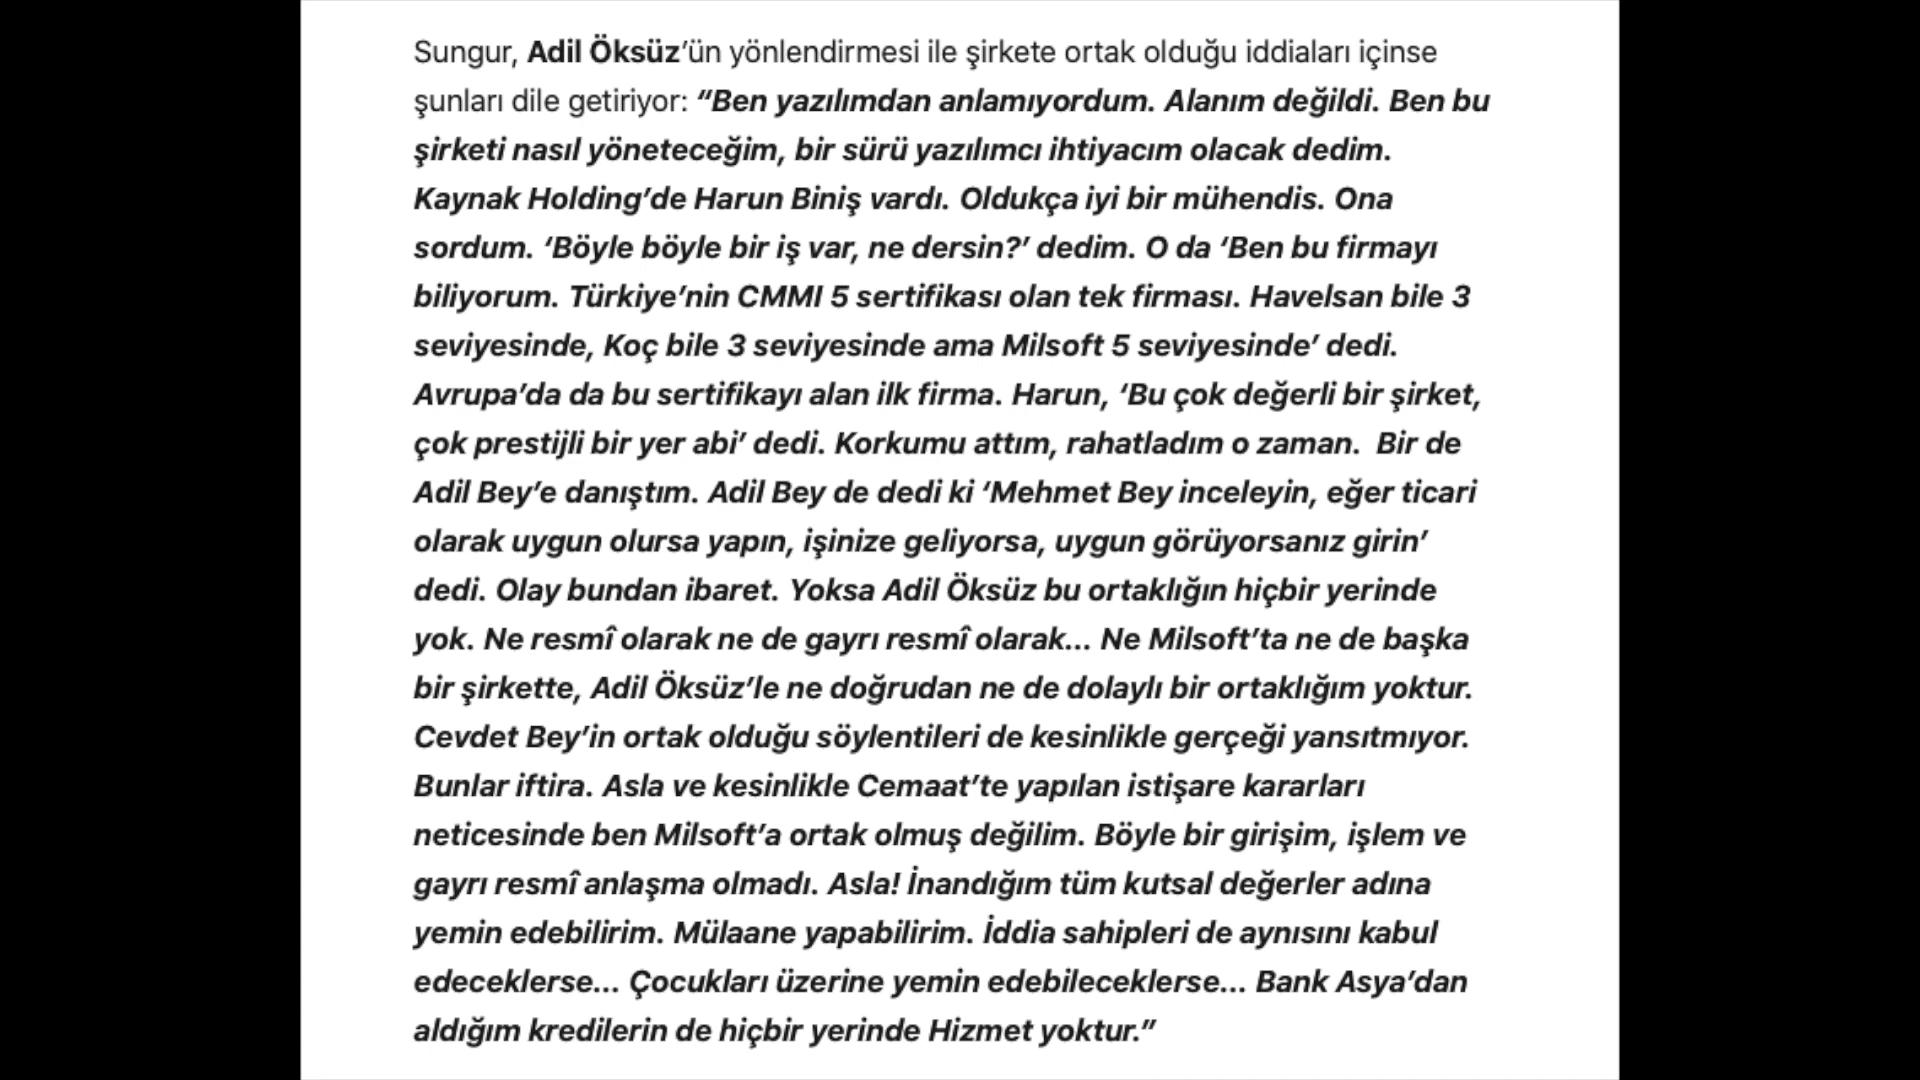 Sungur, Adil Öksüz’ün yönlendirmesi ile şirkete ortak olduğu iddiaları içinse
şunları dile getiriyor: “Ben yazılımdan anlamıyordum. Alanım değildi. Ben bu
şirketi nasıl yöneteceğim, bir sürü yazılımcı ihtiyacım olacak dedim.
Kaynak Holding’de Harun Biniş vardı. Oldukça iyi bir mühendis. Ona
sordum. ‘Böyle böyle bir iş var, ne dersin?’ dedim. O da ‘Ben bu firmayı
biliyorum. Türkiye’nin CMMI 5 sertifikası olan tek firması. Havelsan bile 3
seviyesinde, Koç bile 3 seviyesinde ama Milsoft 5 seviyesinde’ dedi.
Avrupa’da da bu sertifikayı alan ilk firma. Harun, ‘Bu çok değerli bir şirket,
çok prestijli bir yer abi’ dedi. Korkumu attım, rahatladım o zaman.  Bir de
Adil Bey’e danıştım. Adil Bey de dedi ki ‘Mehmet Bey inceleyin, eğer ticari
olarak uygun olursa yapın, işinize geliyorsa, uygun görüyorsanız girin’
dedi. Olay bundan ibaret. Yoksa Adil Öksüz bu ortaklığın hiçbir yerinde
yok. Ne resmî olarak ne de gayrı resmî olarak… Ne Milsoft’ta ne de başka
bir şirkette, Adil Öksüz’le ne doğrudan ne de dolaylı bir ortaklığım yoktur.
Cevdet Bey’in ortak olduğu söylentileri de kesinlikle gerçeği yansıtmıyor.
Bunlar iftira. Asla ve kesinlikle Cemaat’te yapılan istişare kararları
neticesinde ben Milsoft’a ortak olmuş değilim. Böyle bir girişim, işlem ve
gayrı resmî anlaşma olmadı. Asla! İnandığım tüm kutsal değerler adına
yemin edebilirim. Mülaane yapabilirim. İddia sahipleri de aynısını kabul
edeceklerse… Çocukları üzerine yemin edebileceklerse… Bank Asya’dan
aldığım kredilerin de hiçbir yerinde Hizmet yoktur.”